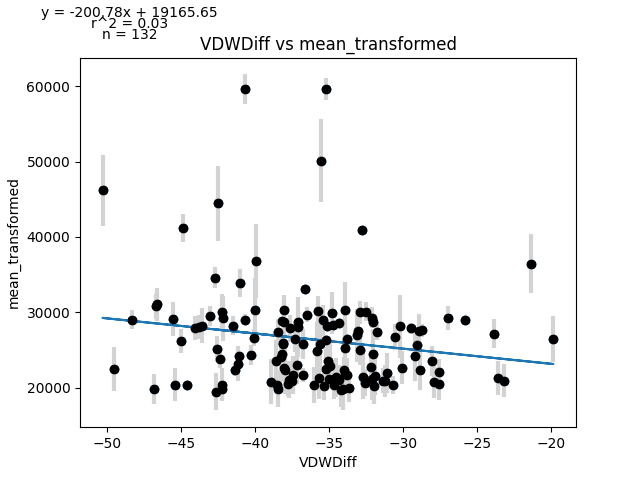 y = -200.78x + 19165.65
r^2 = 0.03
n = 132
VDWDiff vs mean_transformed
60000
50000
40000
30000
20000
mean_transformed
−50 −45 −40 −35 −30 −25 −20
VDWDiff